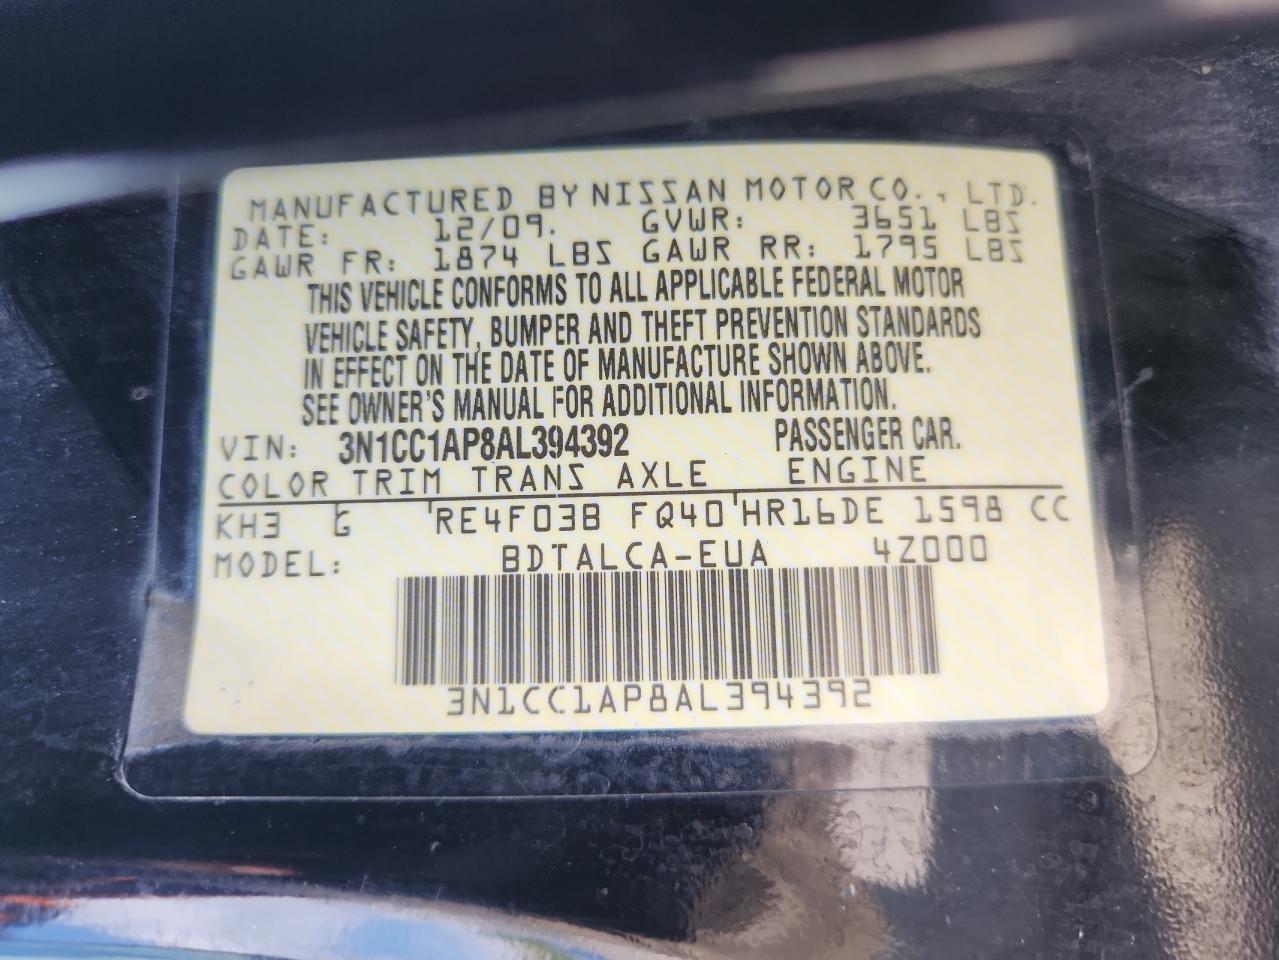 MANUFACTURED BY NISSAN MOTOR CO., LTD.
DATE: 12/09. GVWR: 3651 LBS
GAWR FR: 1874 LBS GAWR RR: 1795 LBS
THIS VEHICLE CONFORMS TO ALL APPLICABLE FEDERAL MOTOR
VEHICLE SAFETY, BUMPER AND THEFT PREVENTION STANDARDS
IN EFFECT ON THE DATE OF MANUFACTURE SHOWN ABOVE.
SEE OWNER'S MANUAL FOR ADDITIONAL INFORMATION.
VIN: 3N1CC1AP8AL394392 PASSENGER CAR.
COLOR TRIM TRANS AXLE ENGINE
KH3 G RE4F03B FQ40 HR16DE 1598 CC
MODEL: BDTALCA-EUA 4Z000
3N1CC1AP8AL394392